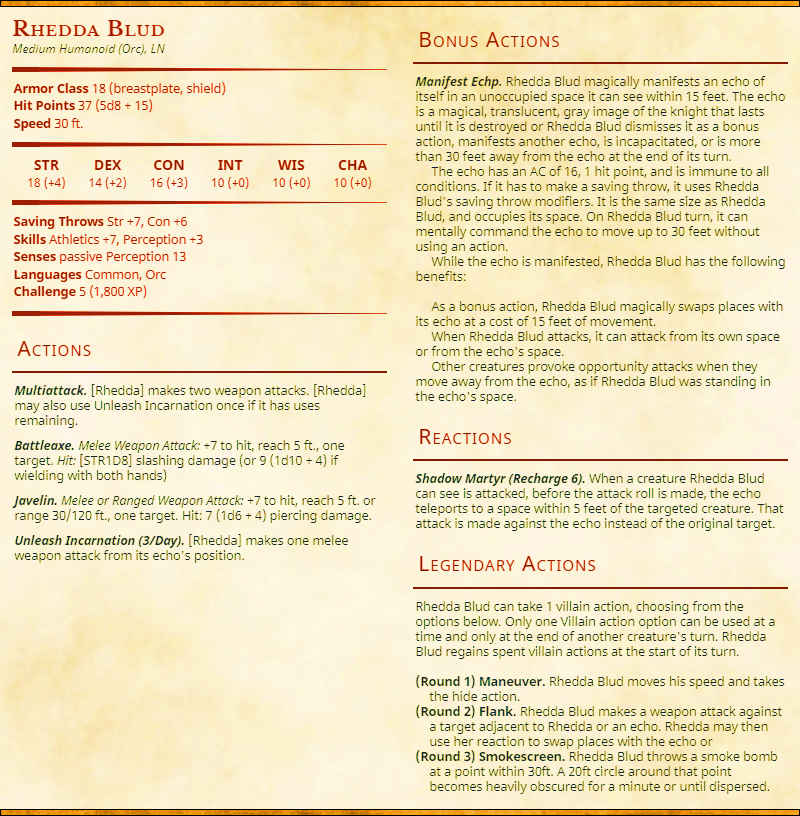 Rhedda Blud
Medium Humanoid (Orc), LN
Armor Class 18 (breastplate, shield)
Hit Points 37 (5d8 + 15)
Speed 30 ft.
STR DEX CON INT WIS CHA
18 (+4) 14 (+2) 16 (+3) 10 (+0) 10 (+0) 10 (+0)
Saving Throws Str +7, Con +6
Skills Athletics +7, Perception +3
Senses passive Perception 13
Languages Common, Orc
Challenge 5 (1,800 XP)
Actions
Multiattack. [Rhedda] makes two weapon attacks. [Rhedda]
may also use Unleash Incarnation once if it has uses
remaining.
Battleaxe. Melee Weapon Attack: +7 to hit, reach 5 ft., one
target. Hit: [STR1D8] slashing damage (or 9 (1d10 + 4) if
wielding with both hands)
Javelin. Melee or Ranged Weapon Attack: +7 to hit, reach 5 ft. or
range 30/120 ft., one target. Hit: 7 (1d6 + 4) piercing damage.
Unleash Incarnation (3/Day). [Rhedda] makes one melee
weapon attack from its echo's position.
Bonus Actions
Manifest Echp. Rhedda Blud magically manifests an echo of
itself in an unoccupied space it can see within 15 feet. The echo
is a magical, translucent, gray image of the knight that lasts
until it is destroyed or Rhedda Blud dismisses it as a bonus
action, manifests another echo, is incapacitated, or is more
than 30 feet away from the echo at the end of its turn.
The echo has an AC of 16, 1 hit point, and is immune to all
conditions. If it has to make a saving throw, it uses Rhedda
Blud's saving throw modifiers. It is the same size as Rhedda
Blud, and occupies its space. On Rhedda Blud turn, it can
mentally command the echo to move up to 30 feet without
using an action.
While the echo is manifested, Rhedda Blud has the following
benefits:
As a bonus action, Rhedda Blud magically swaps places with
its echo at a cost of 15 feet of movement.
When Rhedda Blud attacks, it can attack from its own space
or from the echo's space.
Other creatures provoke opportunity attacks when they
move away from the echo, as if Rhedda Blud was standing in
the echo's space.
Reactions
Shadow Martyr (Recharge 6). When a creature Rhedda Blud
can see is attacked, before the attack roll is made, the echo
teleports to a space within 5 feet of the targeted creature. That
attack is made against the echo instead of the original target.
Legendary Actions
Rhedda Blud can take 1 villain action, choosing from the
options below. Only one Villain action option can be used at a
time and only at the end of another creature's turn. Rhedda
Blud regains spent villain actions at the start of its turn.
(Round 1) Maneuver. Rhedda Blud moves his speed and takes
the hide action.
(Round 2) Flank. Rhedda Blud makes a weapon attack against
a target adjacent to Rhedda or an echo. Rhedda may then
use her reaction to swap places with the echo or
(Round 3) Smokescreen. Rhedda Blud throws a smoke bomb
at a point within 30ft. A 20ft circle around that point
becomes heavily obscured for a minute or until dispersed.